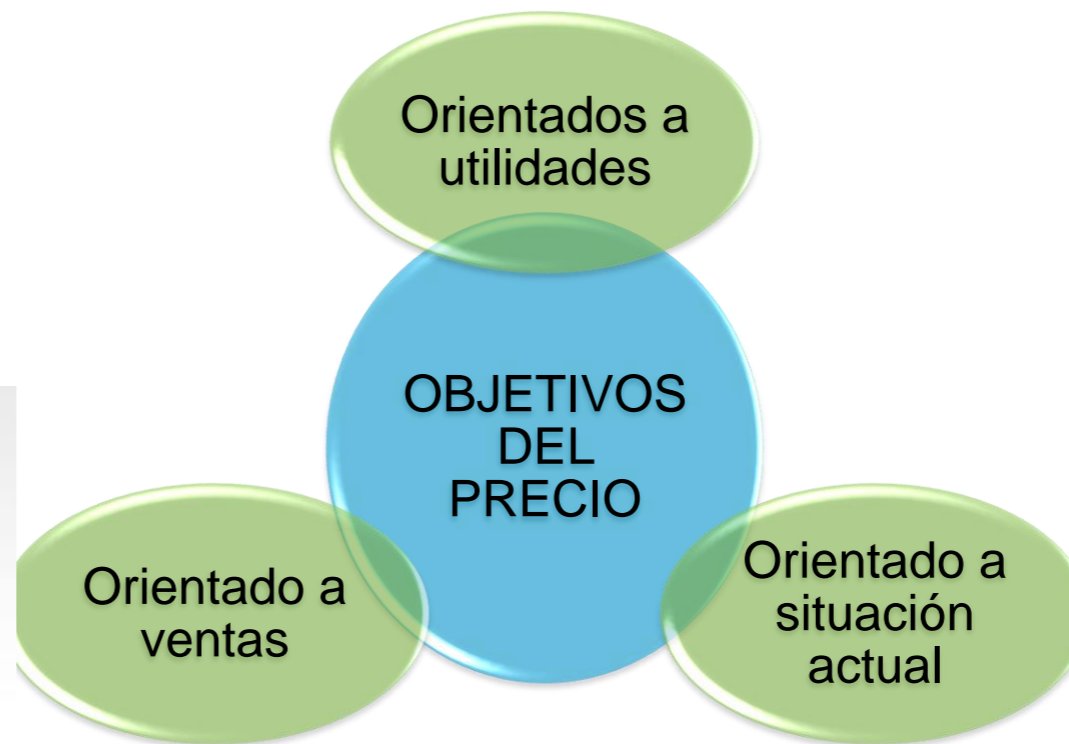 Orientados a
utilidades
OBJETIVOS
DEL
PRECIO
Orientado a
ventas
Orientado a
situación
actual